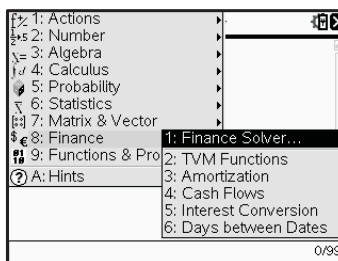 1: Actions
2: Number
3: Algebra
4: Calculus
5: Probability
6: Statistics
7: Matrix & Vector
8: Finance
9: Functions & Pro
A: Hints
1: Finance Solver...
2: TVM Functions
3: Amortization
4: Cash Flows
5: Interest Conversion
6: Days between Dates
0/99